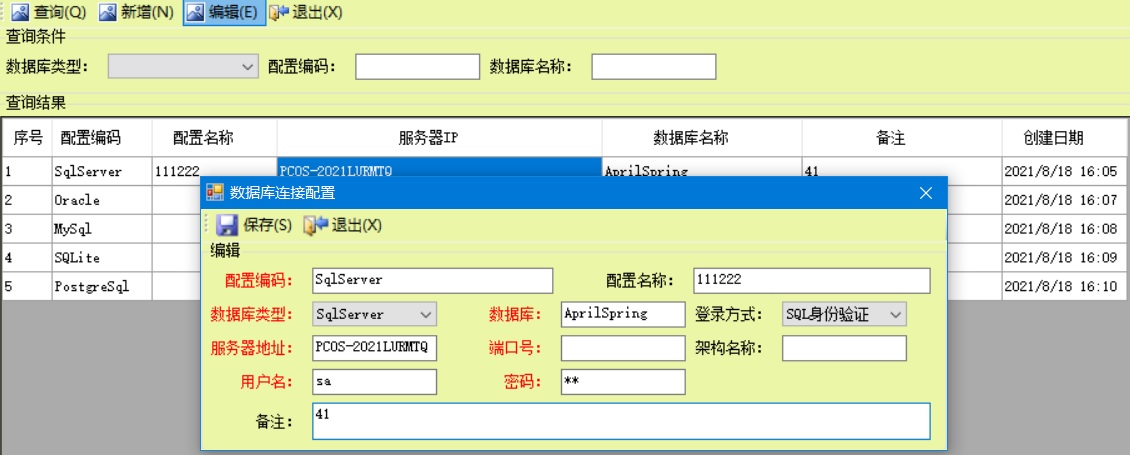 查询(Q) 新增(N) 编辑(E) 退出(X)
查询条件
数据库类型: 配置编码: 数据库名称:
查询结果
序号 配置编码 配置名称 服务器IP 数据库名称 备注 创建日期
1 SqlServer 111222 PCOS-2021LURMTQ AprilSpring 41 2021/8/18 16:05
2 Oracle 2021/8/18 16:07
3 MySql 2021/8/18 16:08
4 SQLite 2021/8/18 16:09
5 PostgreSql 2021/8/18 16:10
数据库连接配置
保存(S) 退出(X)
编辑
配置编码: SqlServer 配置名称: 111222
数据库类型: SqlServer 数据库: AprilSpring 登录方式: SQL身份验证
服务器地址: PCOS-2021LURMTQ 端口号: 架构名称:
用户名: sa 密码: **
备注: 41